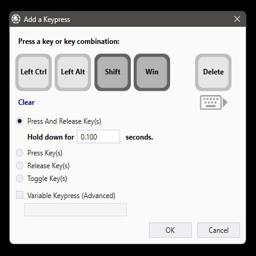 Add a Keypress
Press a key or key combination:
Left Ctrl Left Alt Shift Win Delete
Clear
Press And Release Key(s)
Hold down for 0.100 seconds.
Press Key(s)
Release Key(s)
Toggle Key(s)
Variable Keypress (Advanced)
OK Cancel